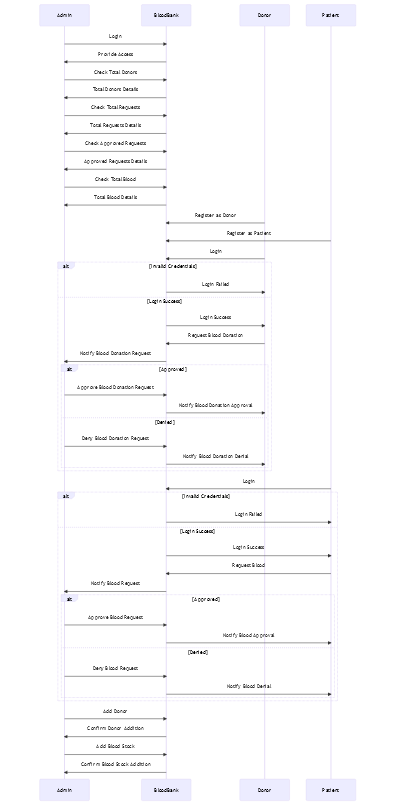 Admin BloodBank Donor Patient
Login
Provide Access
Check Total Donors
Total Donors Details
Check Total Requests
Total Requests Details
Check Approved Requests
Approved Requests Details
Check Total Blood
Total Blood Details
Register as Donor
Register as Patient
Login
alt [Invalid Credentials]
Login Failed
[Login Success]
Login Success
Request Blood Donation
Notify Blood Donation Request
alt [Approved]
Approve Blood Donation Request
Notify Blood Donation Approval
[Denied]
Deny Blood Donation Request
Notify Blood Donation Denial
Login
alt [Invalid Credentials]
Login Failed
[Login Success]
Login Success
Request Blood
Notify Blood Request
alt [Approved]
Approve Blood Request
Notify Blood Approval
[Denied]
Deny Blood Request
Notify Blood Denial
Add Donor
Confirm Donor Addition
Add Blood Stock
Confirm Blood Stock Addition
Admin BloodBank Donor Patient